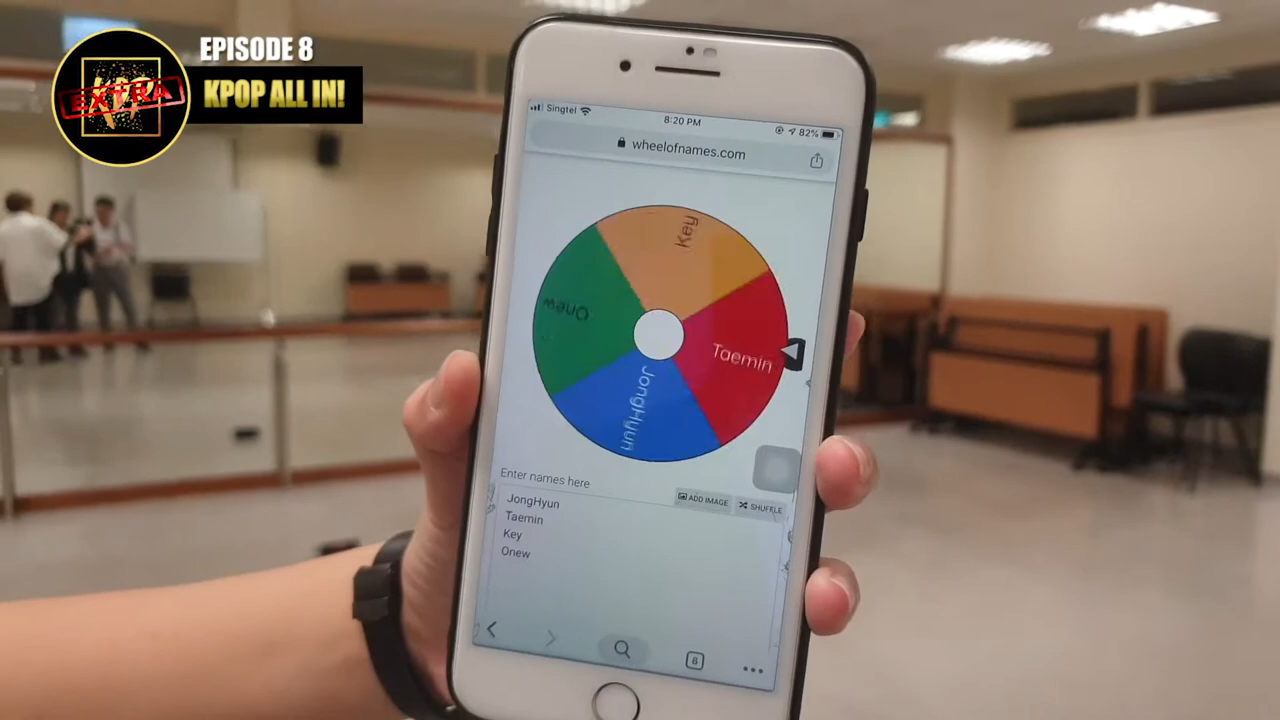 EPISODE 8
KPOP ALL IN!
EXTRA
Singtel
8:20 PM
82%
wheelofnames.com
Key
Onew
Taemin
JongHyun
Enter names here
ADD IMAGE
SHUFFLE
JongHyun
Taemin
Key
Onew
8